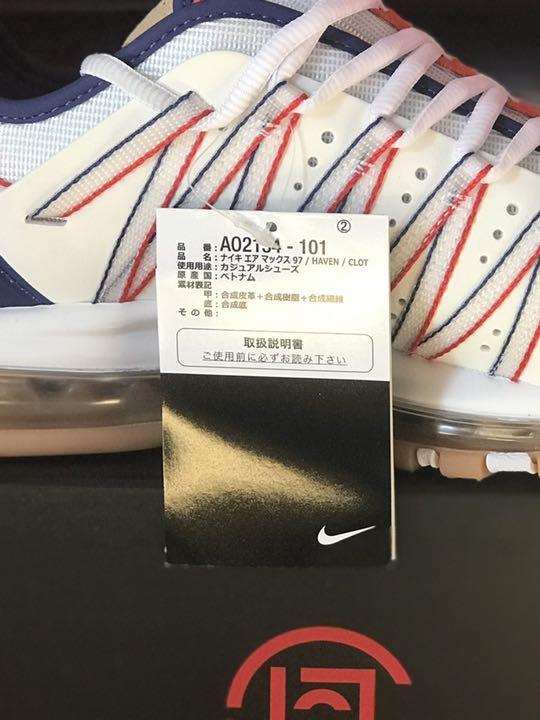 ②
品 番:AO2134 - 101
品 名:ナイキ エア マックス 97 / HAVEN / CLOT
使用用途:カジュアルシューズ
原 産 国:ベトナム
素材表記
甲:合成皮革+合成樹脂+合成繊維
底:合成底
そ の 他:
取扱説明書
ご使用前に必ずお読み下さい